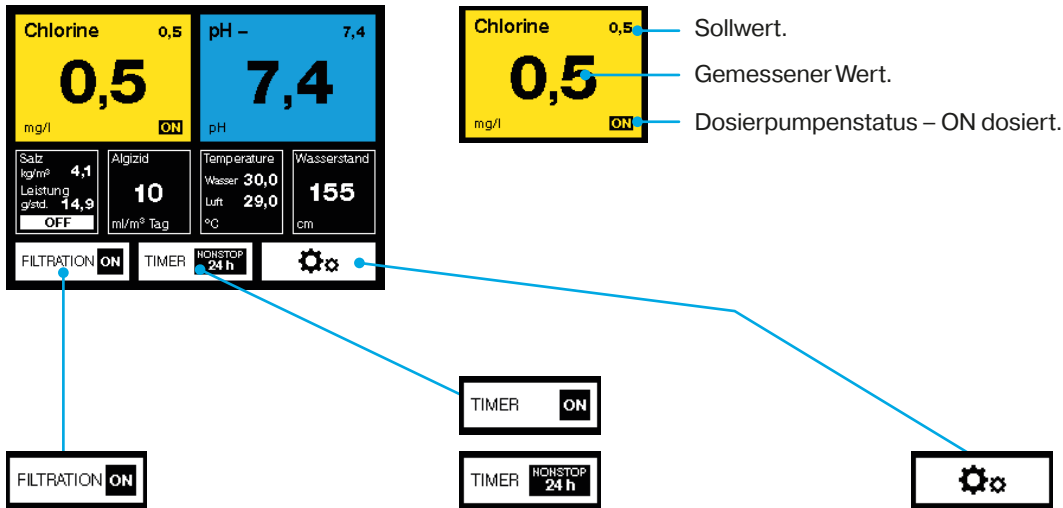 Chlorine 0,5
0,5
mg/l ON
pH – 7,4
7,4
pH
Salz
kg/m³ 4,1
Leistung
g/std. 14,9
OFF
Algizid
10
ml/m³ Tag
Temperature
Wasser 30,0
Luft 29,0
°C
Wasserstand
155
cm
FILTRATION ON
TIMER NONSTOP
24 h
Chlorine 0,5
0,5
mg/l ON
Sollwert.
Gemessener Wert.
Dosierpumpenstatus – ON dosiert.
TIMER ON
FILTRATION ON
TIMER NONSTOP
24 h